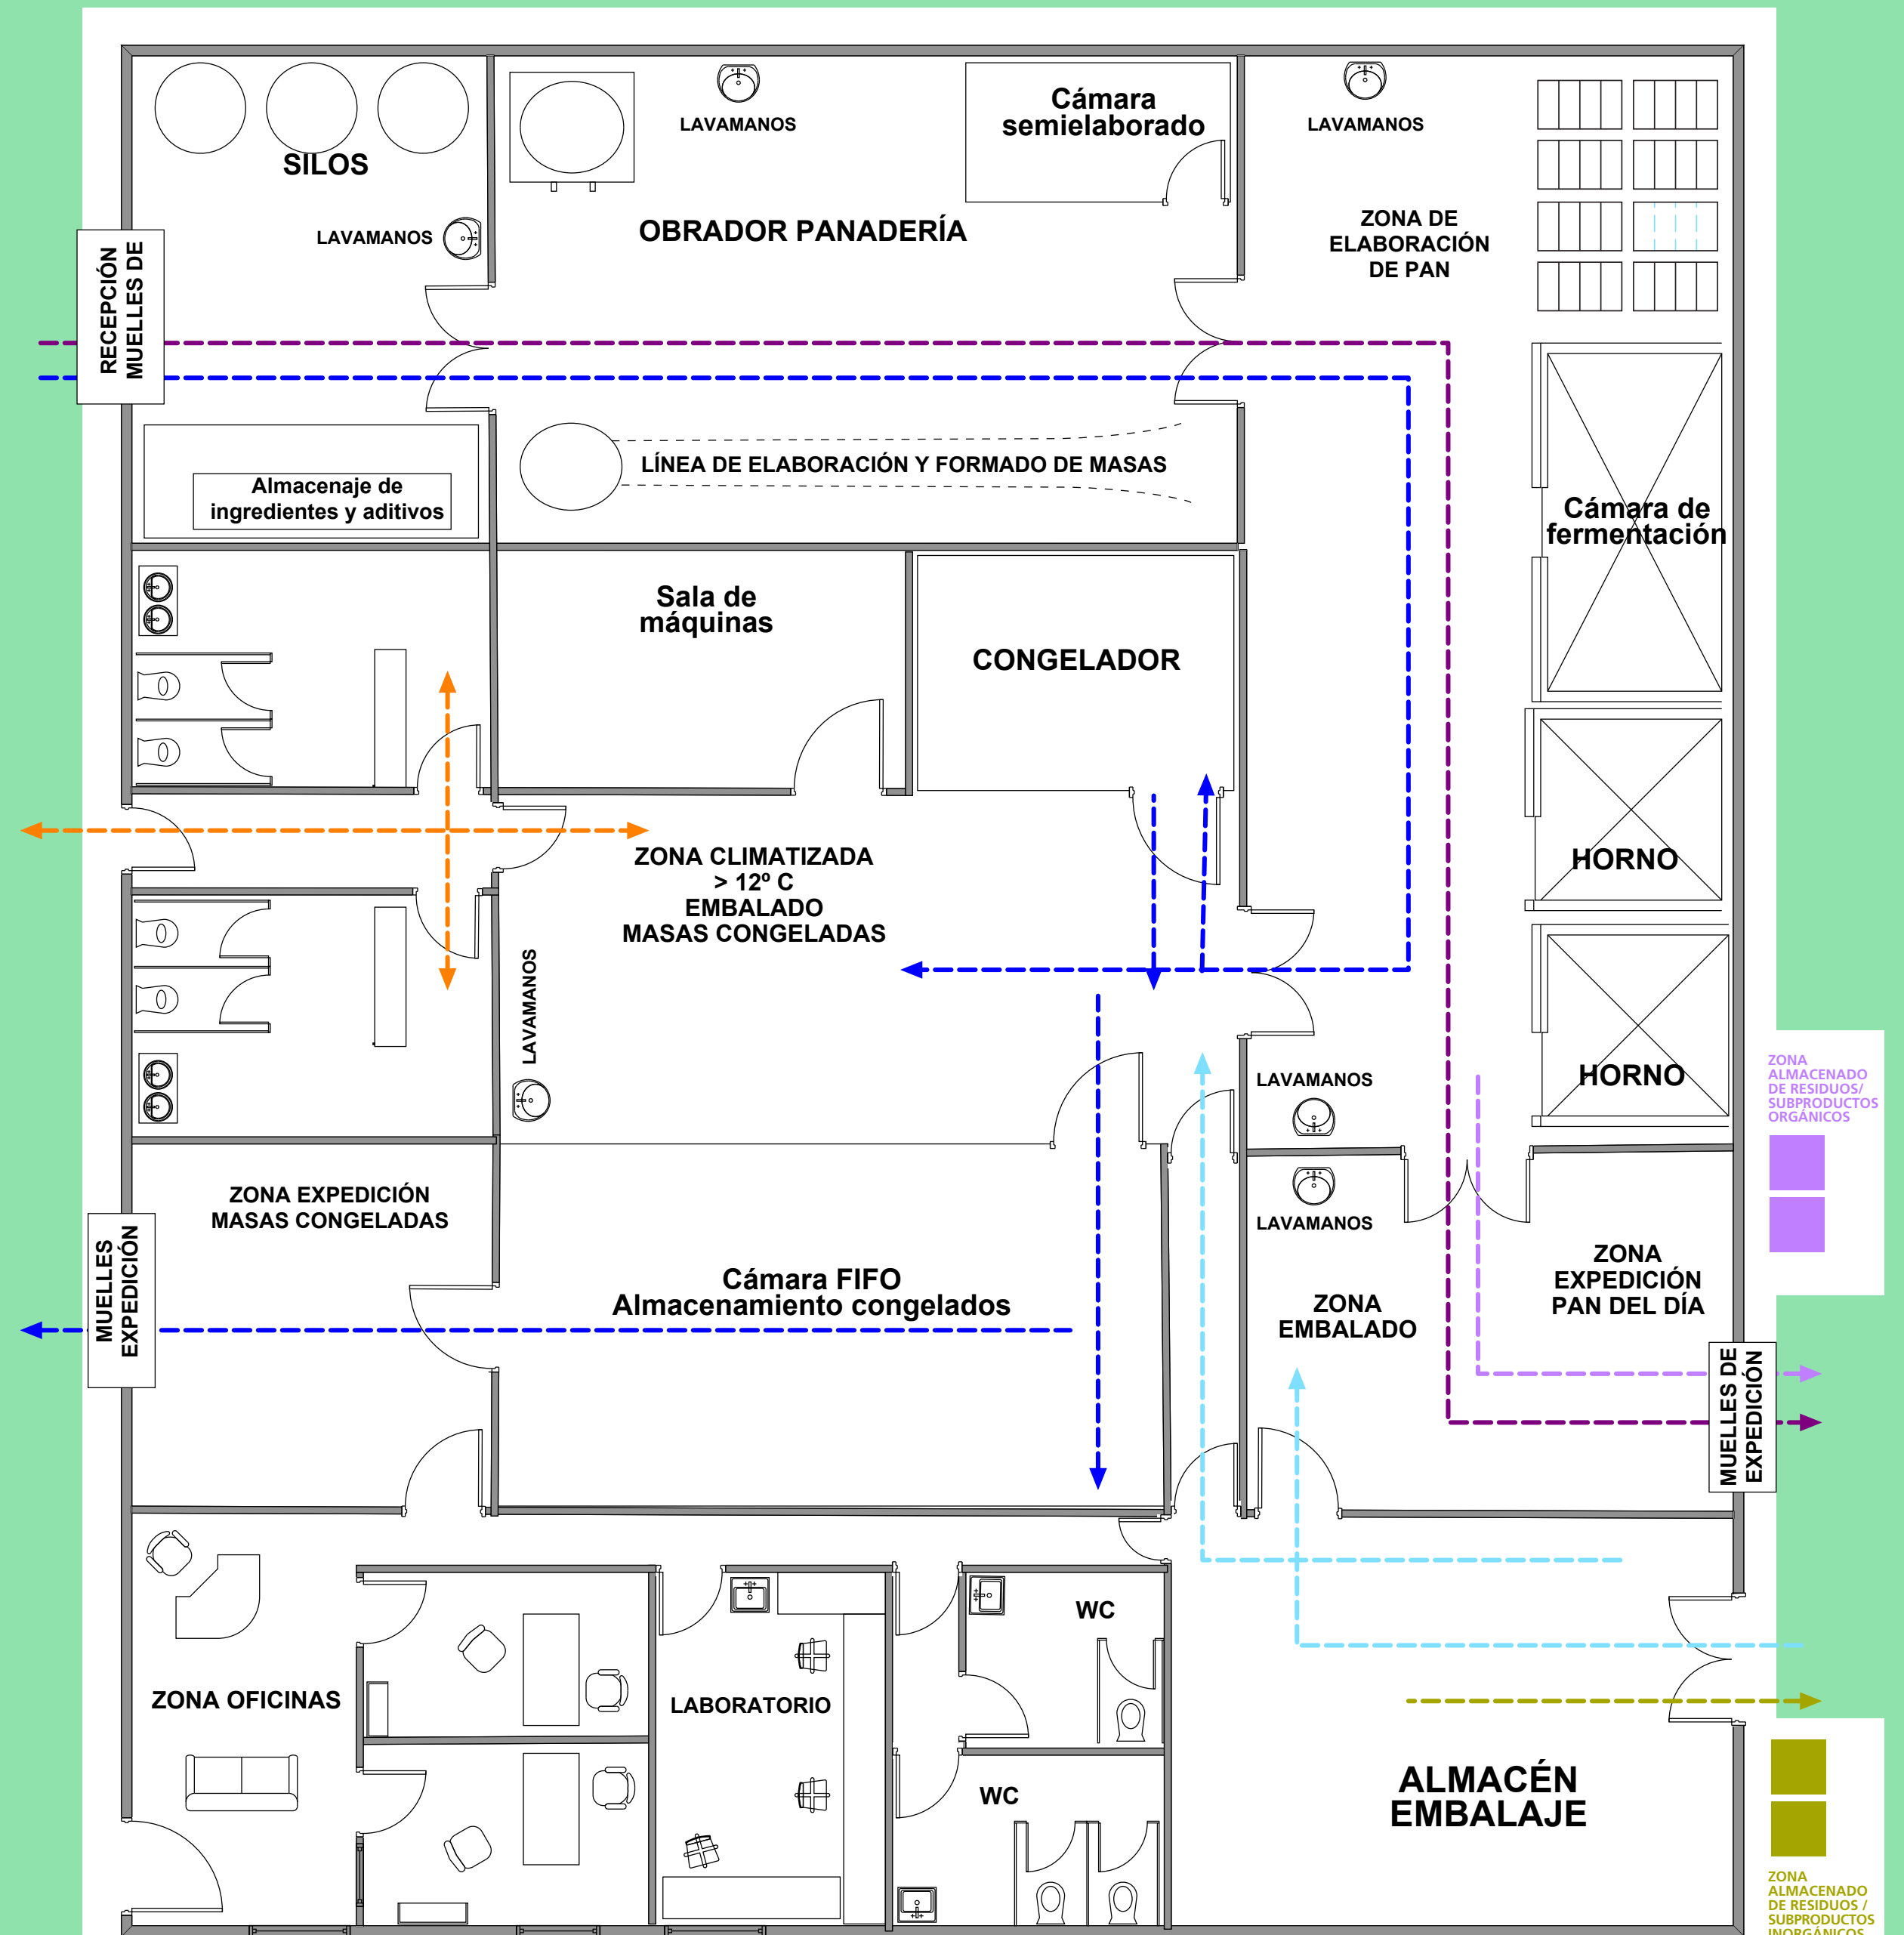 LAVAMANOS
Cámara
semielaborado
LAVAMANOS
SILOS
LAVAMANOS
OBRADOR PANADERÍA
ZONA DE
ELABORACIÓN
DE PAN
RECEPCIÓN
MUELLES DE
LÍNEA DE ELABORACIÓN Y FORMADO DE MASAS
Almacenaje de
ingredientes y aditivos
Cámara de
fermentación
Sala de
máquinas
CONGELADOR
HORNO
ZONA CLIMATIZADA
> 12º C
EMBALADO
MASAS CONGELADAS
LAVAMANOS
LAVAMANOS
HORNO
ZONA
ALMACENADO
DE RESIDUOS/
SUBPRODUCTOS
ORGÁNICOS
ZONA EXPEDICIÓN
MASAS CONGELADAS
LAVAMANOS
MUELLES
EXPEDICIÓN
Cámara FIFO
Almacenamiento congelados
ZONA
EMBALADO
ZONA
EXPEDICIÓN
PAN DEL DÍA
MUELLES DE
EXPEDICIÓN
WC
ZONA OFICINAS
LABORATORIO
WC
ALMACÉN
EMBALAJE
ZONA
ALMACENADO
DE RESIDUOS /
SUBPRODUCTOS
INORGÁNICOS